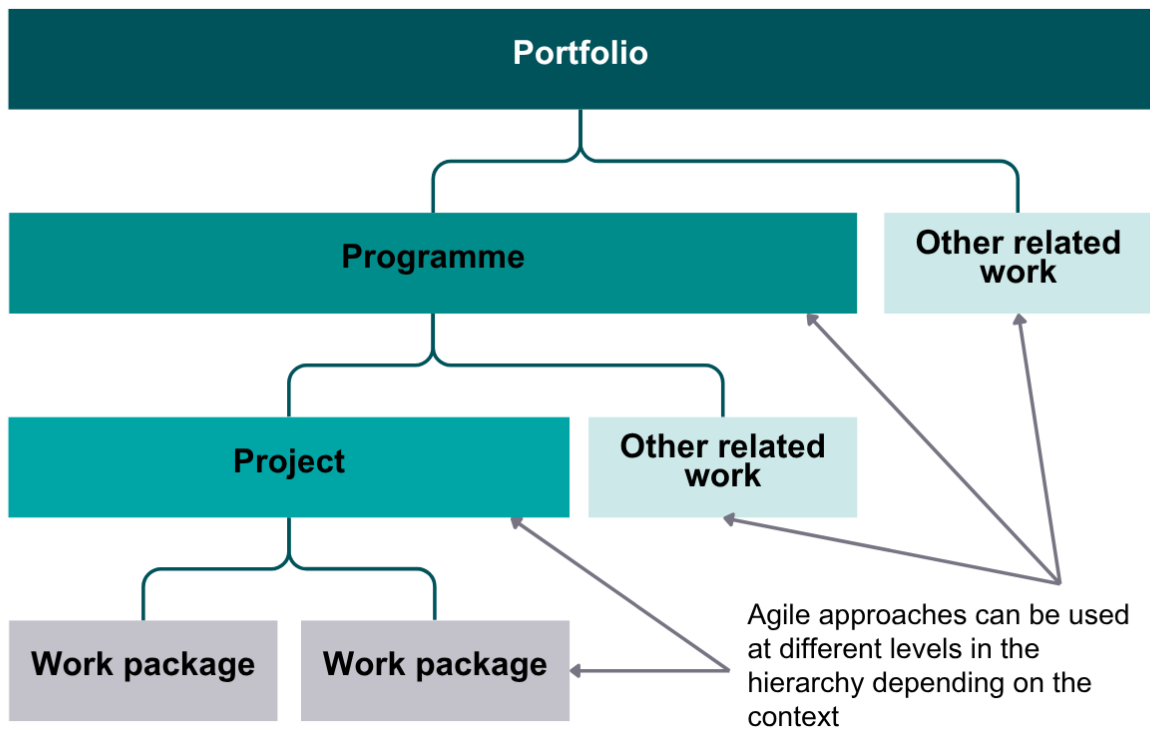 Portfolio
Programme
Other related
work
Project
Other related
work
Work package
Work package
Agile approaches can be used
at different levels in the
hierarchy depending on the
context